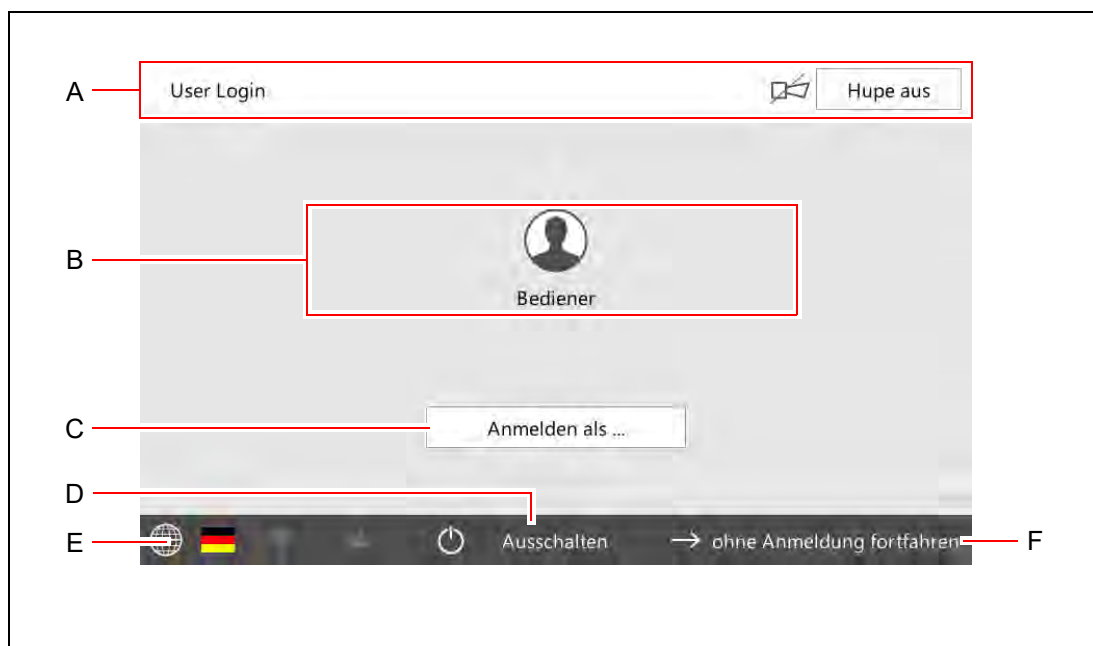 A User Login Hupe aus
B
Bediener
C Anmelden als ...
D
E Ausschalten → ohne Anmeldung fortfahren F